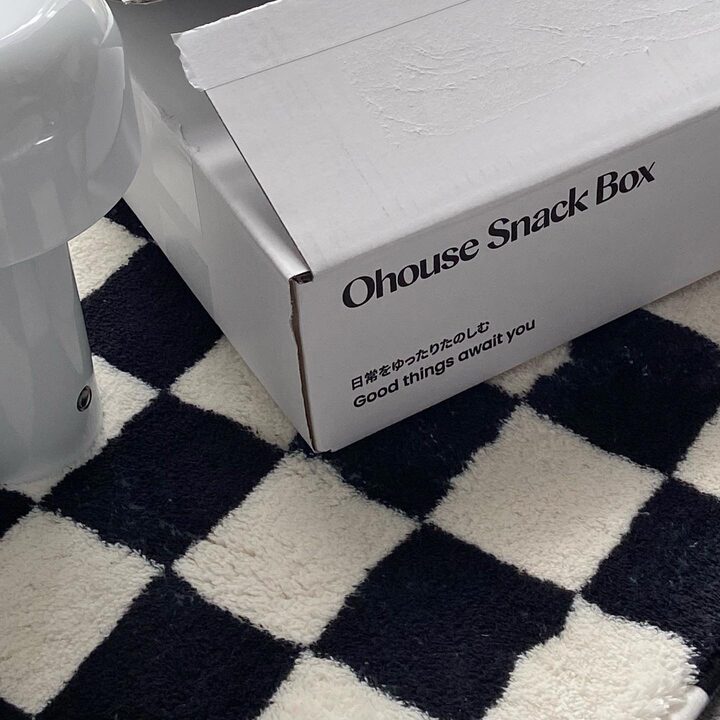 Ohouse Snack Box
日常をゆったりたのしむ
Good things await you